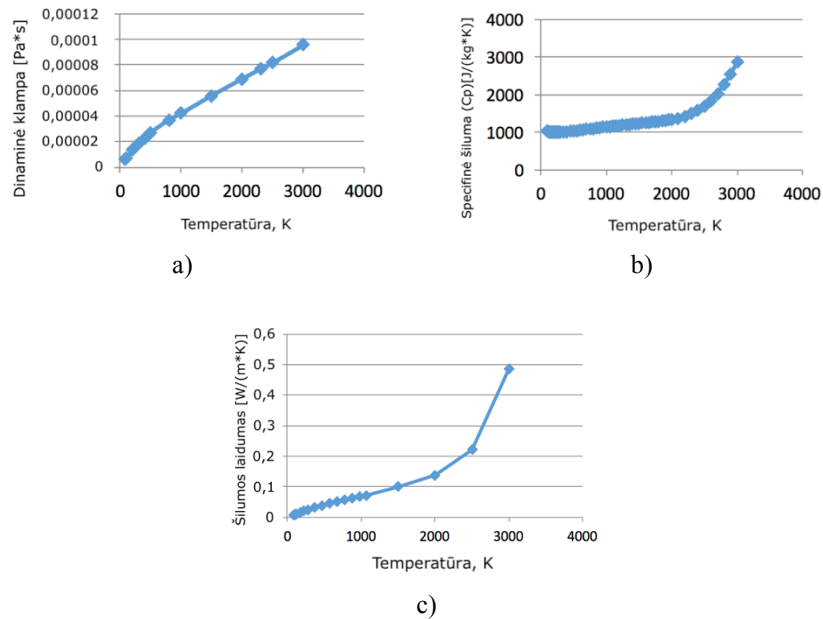 Dinaminė klampa [Pa*s]
0,00012
0,0001
0,00008
0,00006
0,00004
0,00002
0
0 1000 2000 3000 4000
Temperatūra, K
a)
Specifinė šiluma (Cp)[J/(kg*K)]
4000
3000
2000
1000
0
0 1000 2000 3000 4000
Temperatūra, K
b)
Šilumos laidumas [W/(m*K)]
0,6
0,5
0,4
0,3
0,2
0,1
0
0 1000 2000 3000 4000
Temperatūra, K
c)